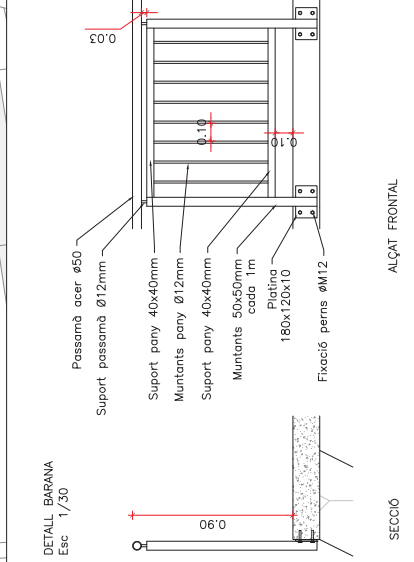 DETALL BARANA
Esc 1/30
Passamà acer ø50
Suport passamà Ø12mm
Suport pany 40x40mm
Muntants pany Ø12mm
Suport pany 40x40mm
Muntants 50x50mm
cada 1m
Platina
180x120x10
Fixació perns øM12
0.03
0.10
0.10
0.90
SECCIÓ
ALÇAT FRONTAL